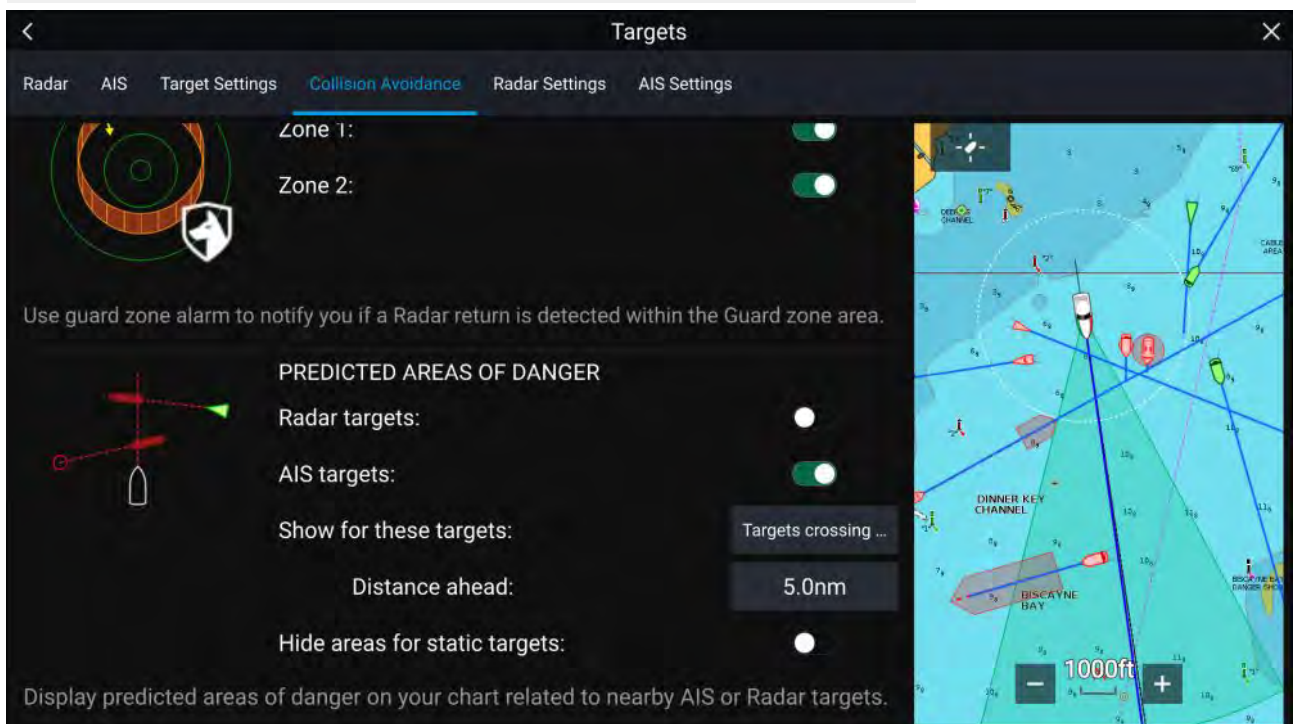 Targets
Radar AIS Target Settings Collision Avoidance Radar Settings AIS Settings
Zone 1:
Zone 2:
Use guard zone alarm to notify you if a Radar return is detected within the Guard zone area.
PREDICTED AREAS OF DANGER
Radar targets:
AIS targets:
Show for these targets: Targets crossing ...
Distance ahead: 5.0nm
Hide areas for static targets:
Display predicted areas of danger on your chart related to nearby AIS or Radar targets.
CHANNEL
CABLE
AREA
DINNER KEY
CHANNEL
BISCAYNE
BAY
1000ft